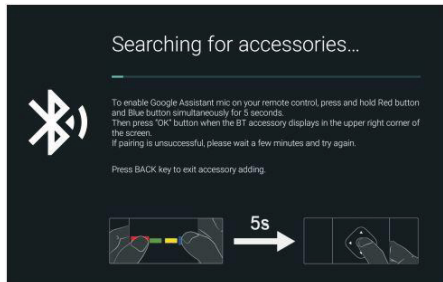 Searching for accessories...
To enable Google Assistant mic on your remote control, press and hold Red button
and Blue button simultaneously for 5 seconds.
Then press "OK" button when the BT accessory displays in the upper right corner of
the screen.
If pairing is unsuccessful, please wait a few minutes and try again.
Press BACK key to exit accessory adding.
5s